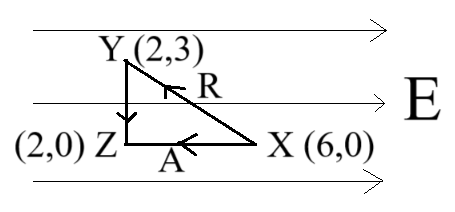 Y (2,3)
R
E
(2,0) Z
X (6,0)
A